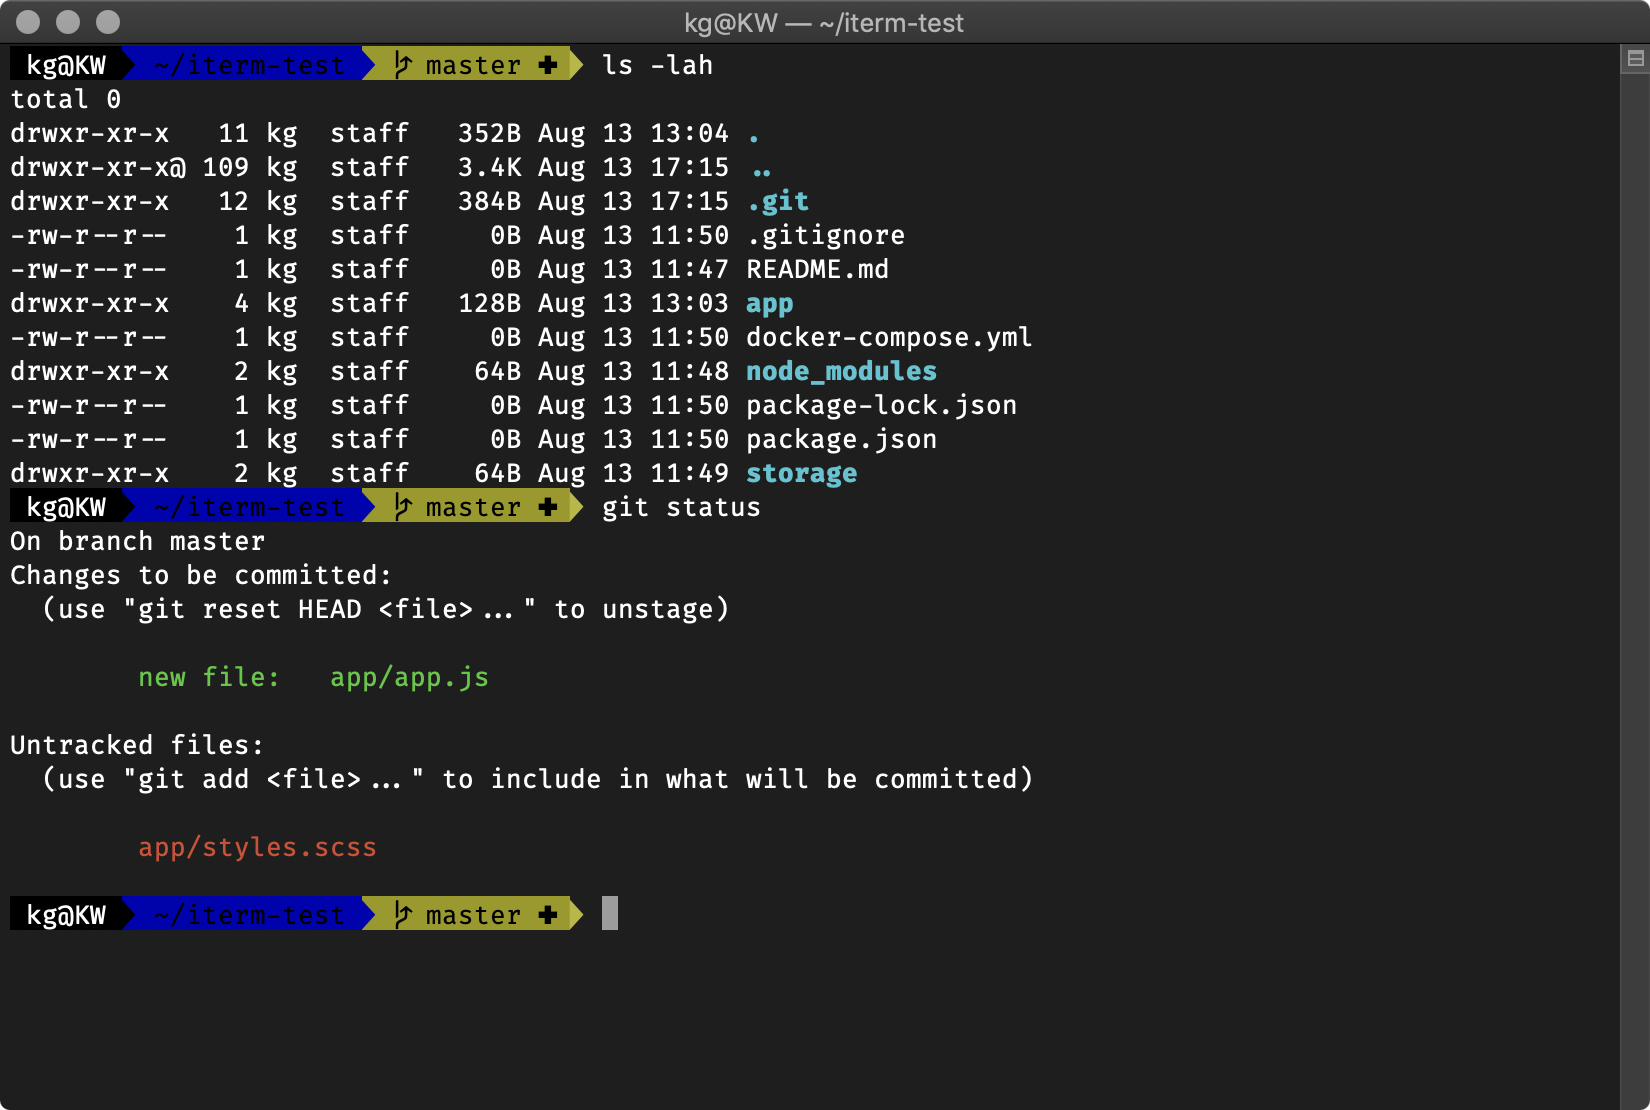 kg@KW — ~/iterm-test
kg@KW ~/iterm-test master ✚ ls -lah
total 0
drwxr-xr-x   11 kg  staff   352B Aug 13 13:04 .
drwxr-xr-x@ 109 kg  staff   3.4K Aug 13 17:15 ..
drwxr-xr-x   12 kg  staff   384B Aug 13 17:15 .git
-rw-r--r--    1 kg  staff     0B Aug 13 11:50 .gitignore
-rw-r--r--    1 kg  staff     0B Aug 13 11:47 README.md
drwxr-xr-x    4 kg  staff   128B Aug 13 13:03 app
-rw-r--r--    1 kg  staff     0B Aug 13 11:50 docker-compose.yml
drwxr-xr-x    2 kg  staff    64B Aug 13 11:48 node_modules
-rw-r--r--    1 kg  staff     0B Aug 13 11:50 package-lock.json
-rw-r--r--    1 kg  staff     0B Aug 13 11:50 package.json
drwxr-xr-x    2 kg  staff    64B Aug 13 11:49 storage
kg@KW ~/iterm-test master ✚ git status
On branch master
Changes to be committed:
  (use "git reset HEAD <file>..." to unstage)
        new file:   app/app.js
Untracked files:
  (use "git add <file>..." to include in what will be committed)
        app/styles.scss
kg@KW ~/iterm-test master ✚